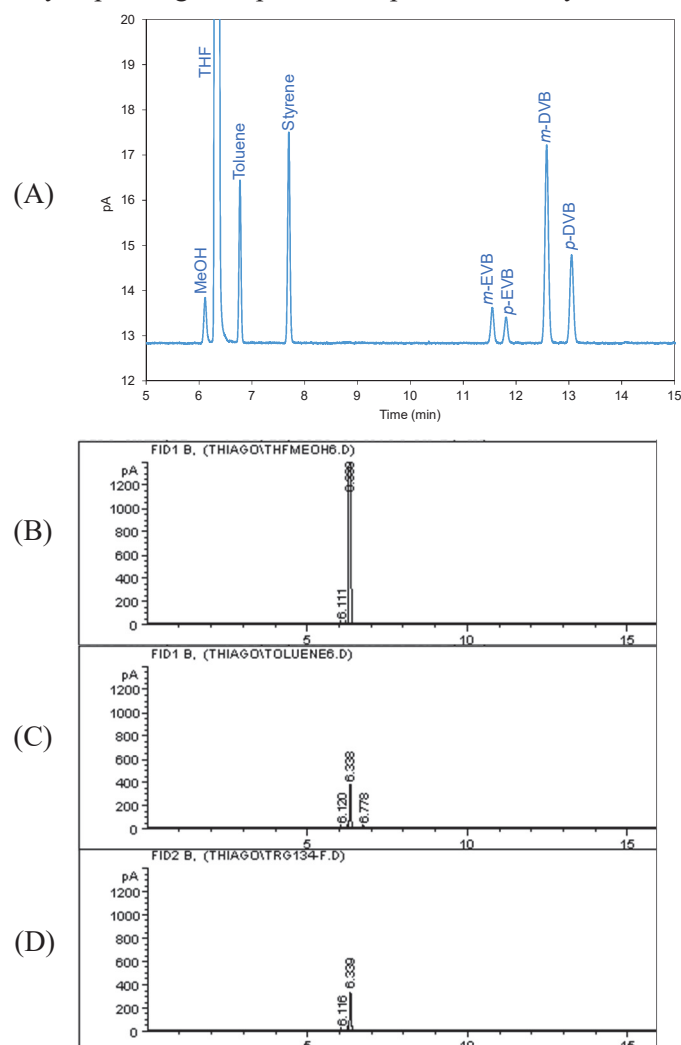 (A)
20
19
18
17
16
15
14
13
12
pA
THF
MeOH
Toluene
Styrene
m-EVB
p-EVB
m-DVB
p-DVB
5 6 7 8 9 10 11 12 13 14 15
Time (min)
(B)
FID1 B, (THIAGO\THFMEOH6.D)
pA
1200
1000
800
600
400
200
0
6.111
5 10 15
(C)
FID1 B, (THIAGO\TOLUENE6.D)
pA
1200
1000
800
600
400
200
0
6.120
6.338
6.778
5 10 15
(D)
FID2 B, (THIAGO\TRG134-F.D)
pA
1200
1000
800
600
400
200
0
6.116
6.339